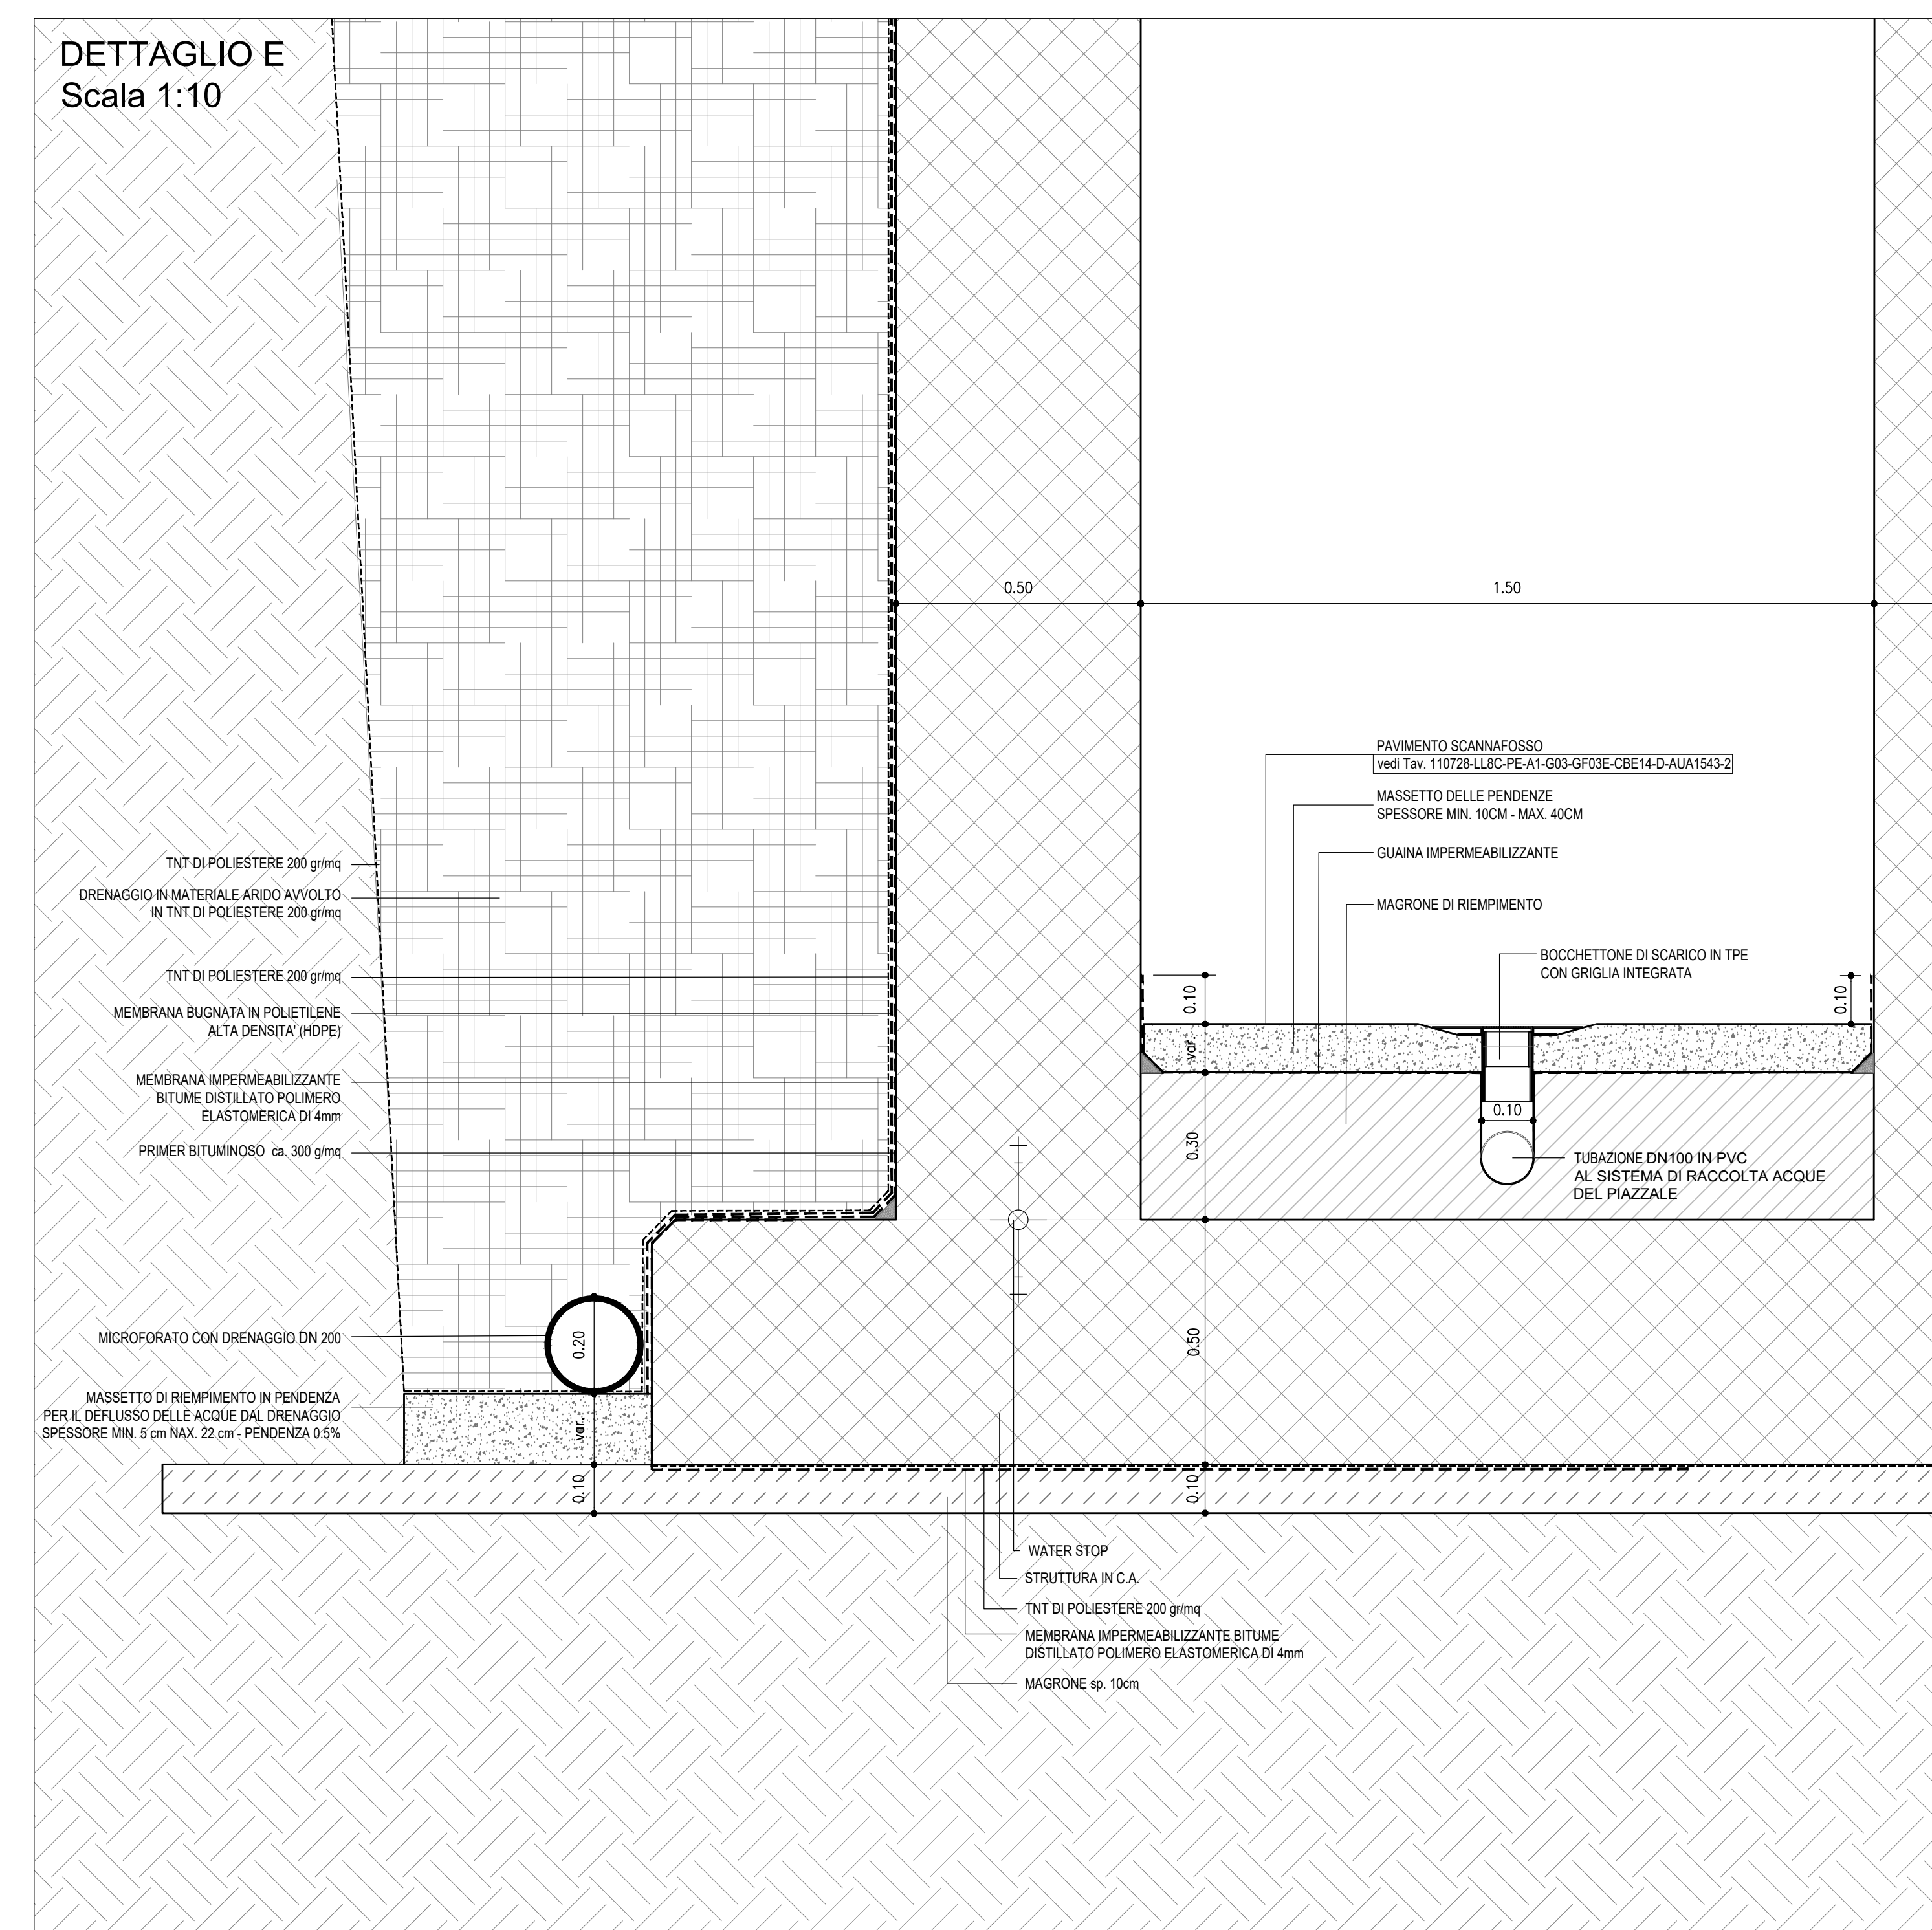 DETTAGLIO E
Scala 1:10
0.50
1.50
PAVIMENTO SCANNAFOSSO
vedi Tav. 110728-LL8C-PE-A1-G03-GF03E-CBE14-D-AUA1543-2
MASSETTO DELLE PENDENZE
SPESSORE MIN. 10CM - MAX. 40CM
GUAINA IMPERMEABILIZZANTE
MAGRONE DI RIEMPIMENTO
BOCCHETTONE DI SCARICO IN TPE
CON GRIGLIA INTEGRATA
0.10
0.10
var.
0.10
0.30
TUBAZIONE DN100 IN PVC
AL SISTEMA DI RACCOLTA ACQUE
DEL PIAZZALE
TNT DI POLIESTERE 200 gr/mq
DRENAGGIO IN MATERIALE ARIDO AVVOLTO
IN TNT DI POLIESTERE 200 gr/mq
TNT DI POLIESTERE 200 gr/mq
MEMBRANA BUGNATA IN POLIETILENE
ALTA DENSITA' (HDPE)
MEMBRANA IMPERMEABILIZZANTE
BITUME DISTILLATO POLIMERO
ELASTOMERICA DI 4mm
PRIMER BITUMINOSO ca. 300 g/mq
MICROFORATO CON DRENAGGIO DN 200
0.20
0.50
MASSETTO DI RIEMPIMENTO IN PENDENZA
PER IL DEFLUSSO DELLE ACQUE DAL DRENAGGIO
SPESSORE MIN. 5 cm NAX. 22 cm - PENDENZA 0.5%
var.
0.10
0.10
WATER STOP
STRUTTURA IN C.A.
TNT DI POLIESTERE 200 gr/mq
MEMBRANA IMPERMEABILIZZANTE BITUME
DISTILLATO POLIMERO ELASTOMERICA DI 4mm
MAGRONE sp. 10cm